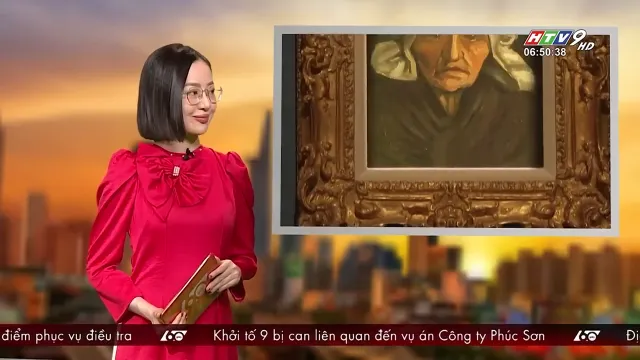 HTV9 HD
06:50:38
điểm phục vụ điều tra 60 Khởi tố 9 bị can liên quan đến vụ án Công ty Phúc Sơn 60